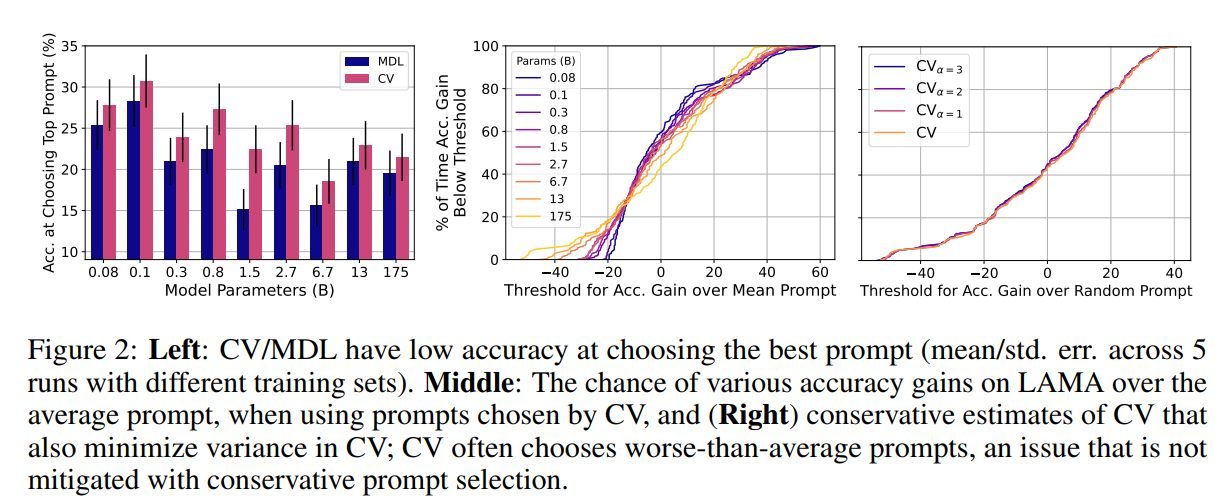 Acc. at Choosing Top Prompt (%)
35
30
25
20
15
10
MDL
CV
0.08 0.1 0.3 0.8 1.5 2.7 6.7 13 175
Model Parameters (B)
% of Time Acc. Gain
Below Threshold
100
80
60
40
20
0
Params (B)
0.08
0.1
0.3
0.8
1.5
2.7
6.7
13
175
−40 −20 0 20 40 60
Threshold for Acc. Gain over Mean Prompt
CVα = 3
CVα = 2
CVα = 1
CV
−40 −20 0 20 40
Threshold for Acc. Gain over Random Prompt
Figure 2: Left: CV/MDL have low accuracy at choosing the best prompt (mean/std. err. across 5
runs with different training sets). Middle: The chance of various accuracy gains on LAMA over the
average prompt, when using prompts chosen by CV, and (Right) conservative estimates of CV that
also minimize variance in CV; CV often chooses worse-than-average prompts, an issue that is not
mitigated with conservative prompt selection.